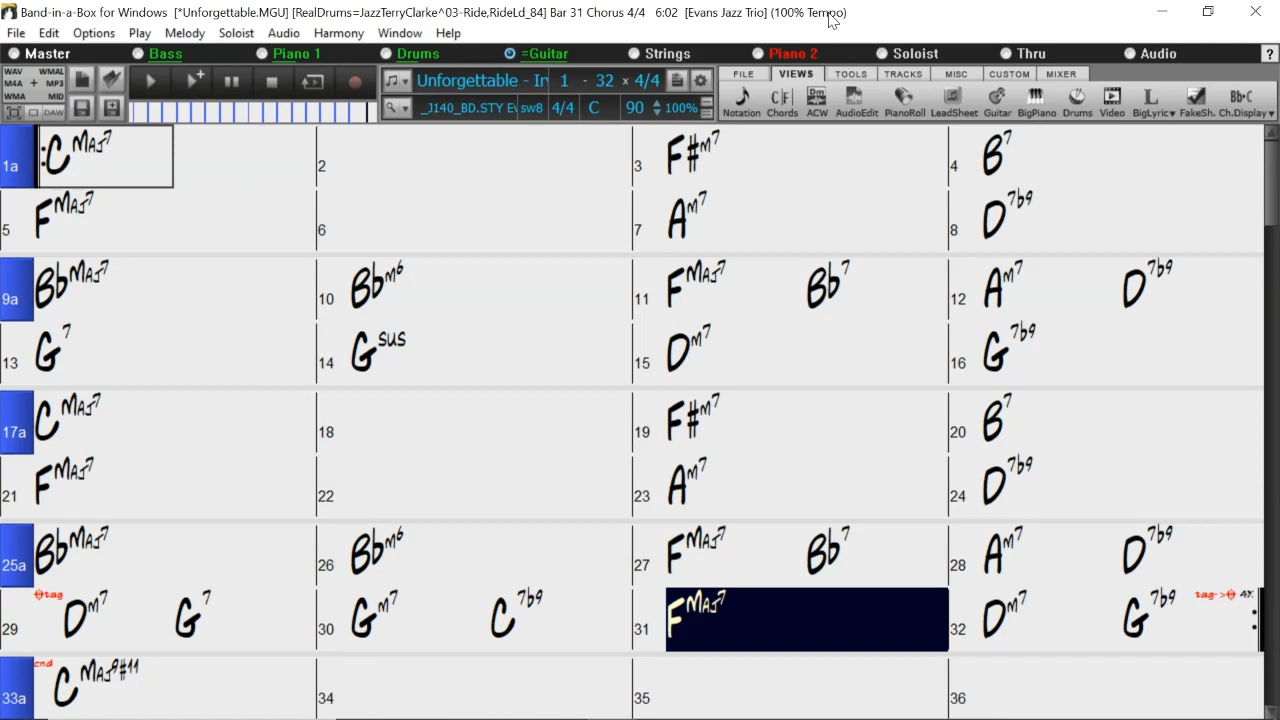 Band-in-a-Box for Windows [*Unforgettable.MGU] [RealDrums=JazzTerryClarke^03-Ride,RideLd_84] Bar 31 Chorus 4/4 6:02 [Evans Jazz Trio] (100% Tempo)
File Edit Options Play Melody Soloist Audio Harmony Window Help
Master Bass Piano 1 Drums =Guitar Strings Piano 2 Soloist Thru Audio ?
WAV WMAL
M4A + MP3
WMA MID
DAW
Unforgettable - In 1 - 32 x 4/4
_J140_BD.STY sw8 4/4 C 90 100%
FILE VIEWS TOOLS TRACKS MISC CUSTOM MIXER
Notation Chords ACW AudioEdit PianoRoll LeadSheet Guitar BigPiano Drums Video BigLyric FakeSh. Ch.Display
1a :CMAJ7 2 3 F#m7 4 B7
5 FMAJ7 6 7 Am7 8 D7b9
9a BbMAJ7 10 Bbm6 11 FMAJ7 Bb7 12 Am7 D7b9
13 G7 14 Gsus 15 Dm7 16 G7b9
17a CMAJ7 18 19 F#m7 20 B7
21 FMAJ7 22 23 Am7 24 D7b9
25a BbMAJ7 26 Bbm6 27 FMAJ7 Bb7 28 Am7 D7b9
tag tag-> 4X
29 Dm7 G7 30 Gm7 C7b9 31 FMAJ7 32 Dm7 G7b9 :
end
33a CMAJ9#11 34 35 36